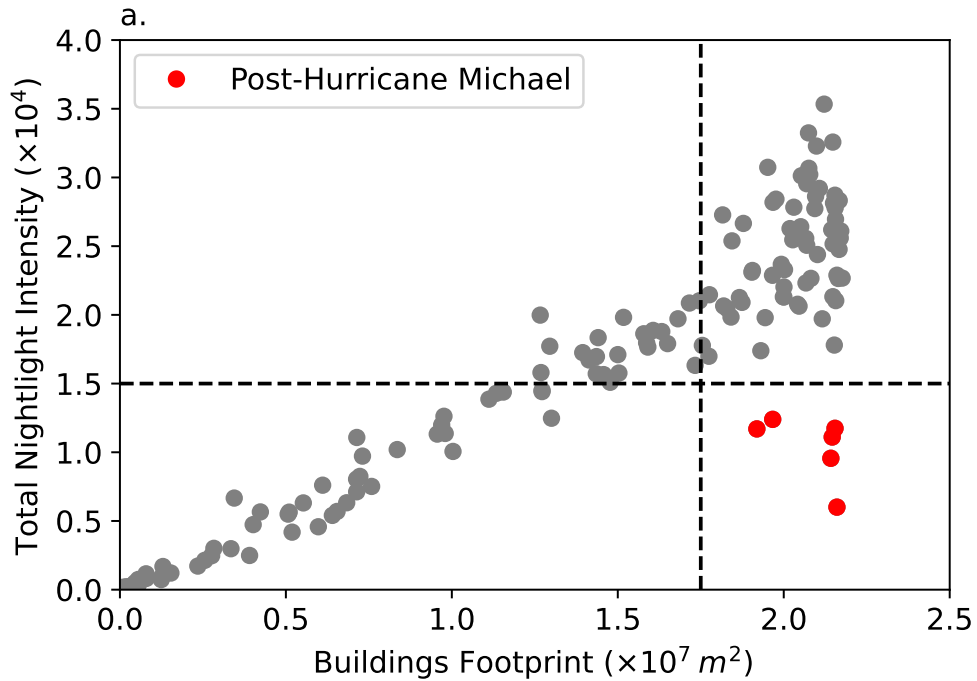 a.
4.0
3.5
3.0
2.5
2.0
1.5
1.0
0.5
0.0
Total Nightlight Intensity (×10⁴)
Post-Hurricane Michael
0.0 0.5 1.0 1.5 2.0 2.5
Buildings Footprint (×10⁷ m²)